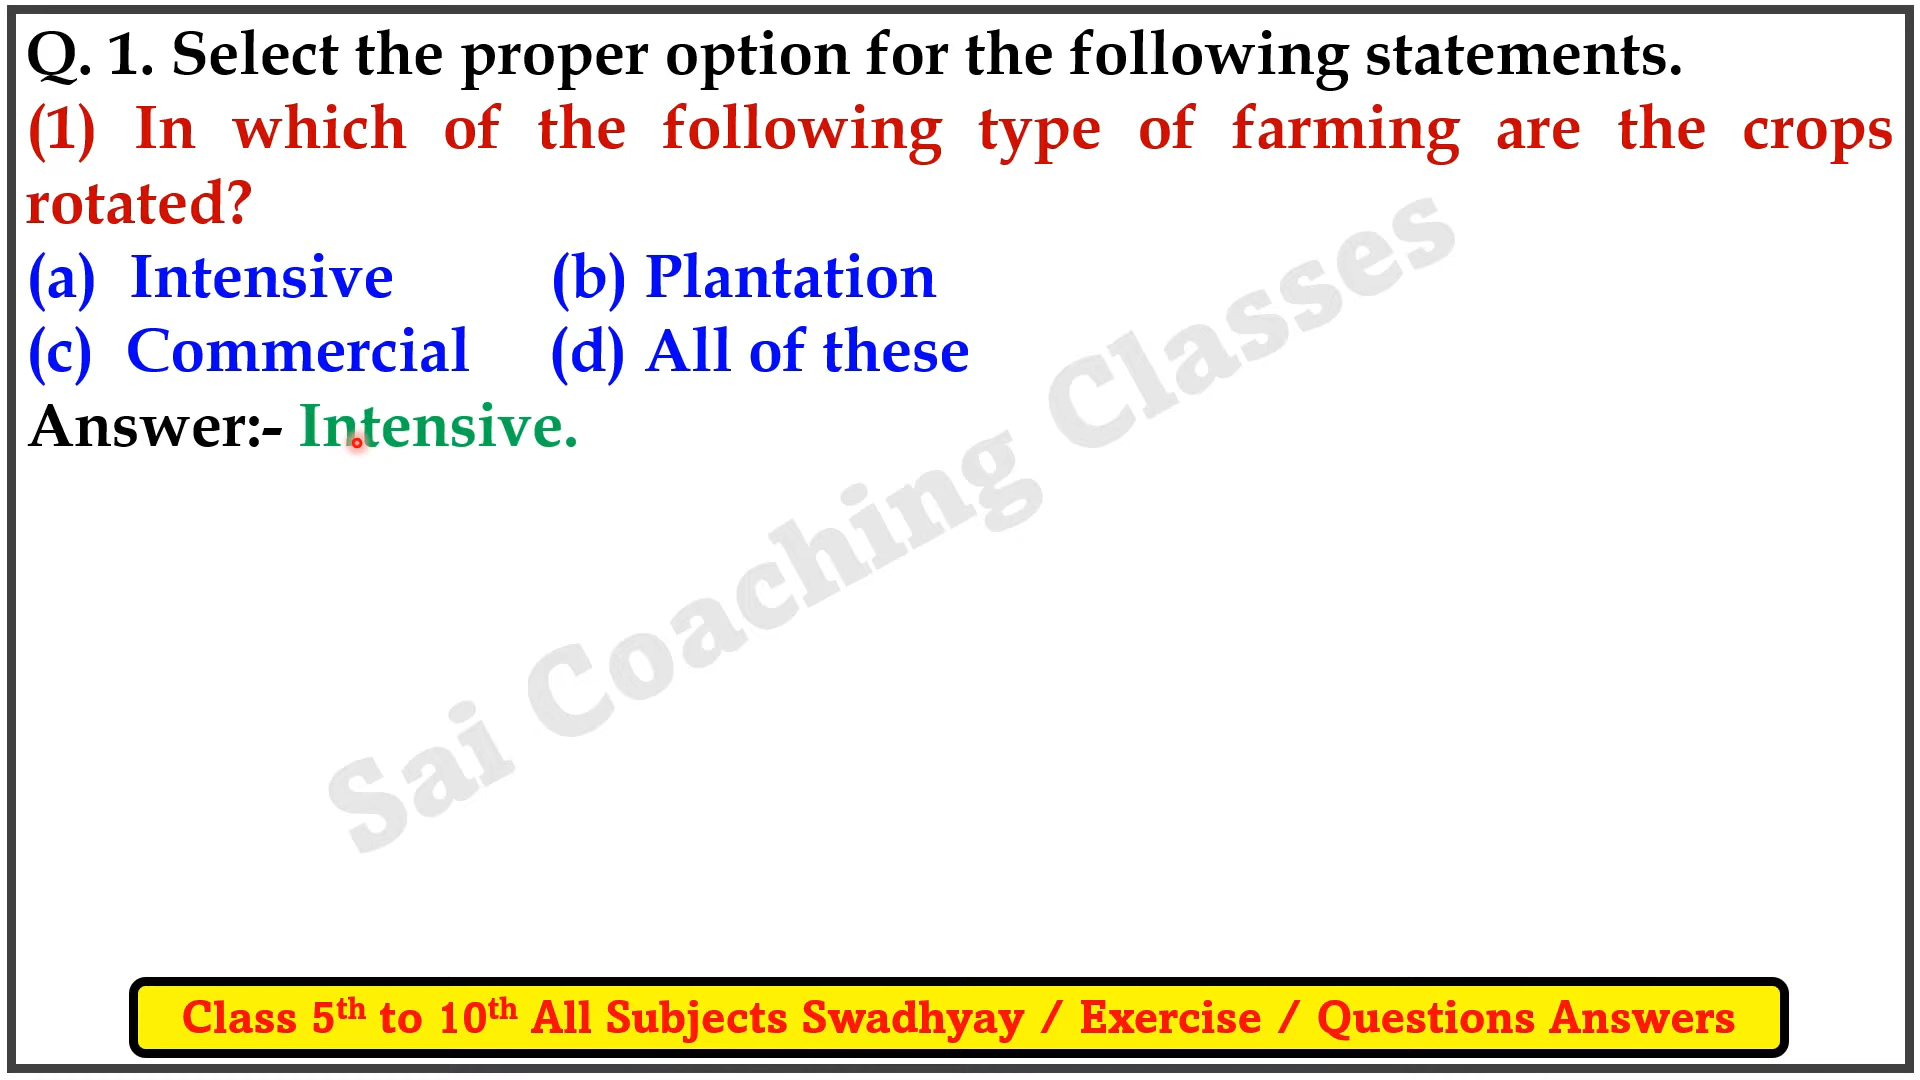 Q. 1. Select the proper option for the following statements.
(1) In which of the following type of farming are the crops
rotated?
(a) Intensive (b) Plantation
(c) Commercial (d) All of these
Answer:- Intensive.
Sai Coaching Classes
Class 5th to 10th All Subjects Swadhyay / Exercise / Questions Answers